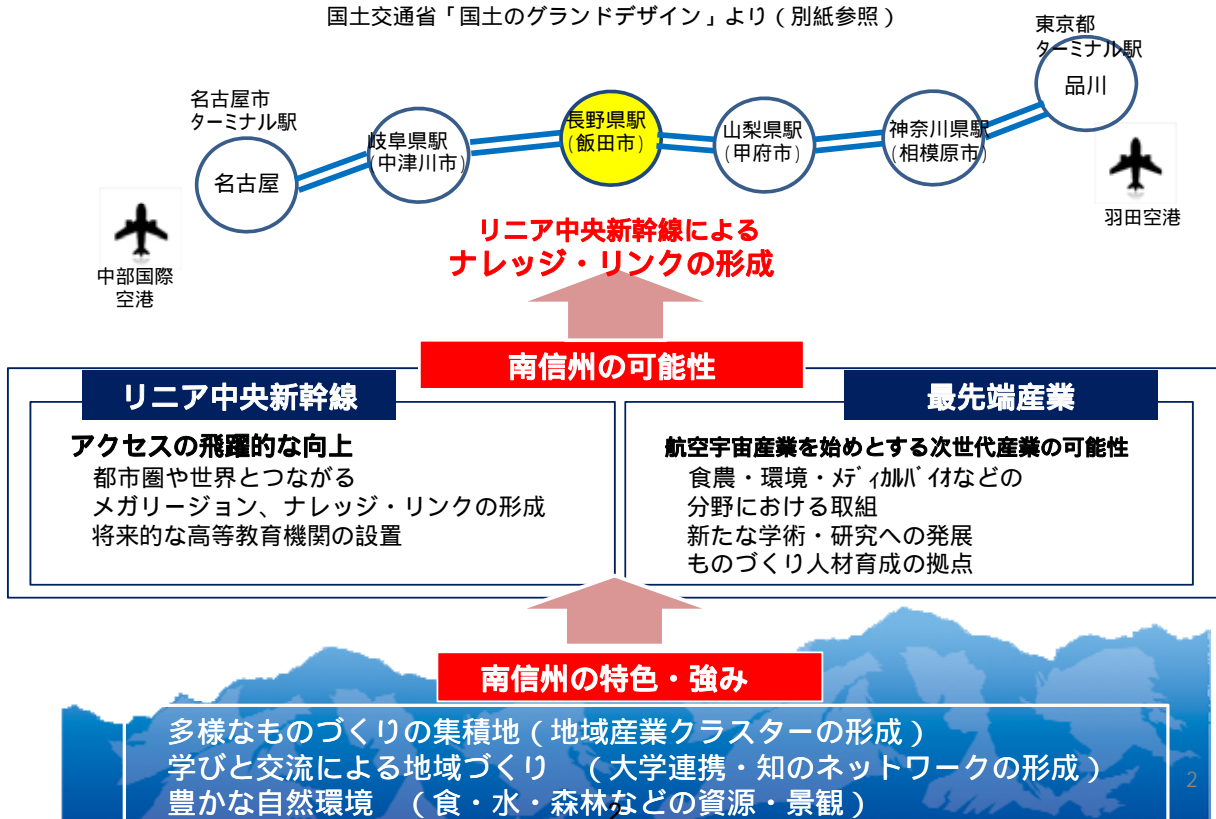 国土交通省「国土のグランドデザイン」より（別紙参照）
東京都
ターミナル駅
品川
名古屋市
ターミナル駅
名古屋
岐阜県駅
(中津川市)
長野県駅
(飯田市)
山梨県駅
(甲府市)
神奈川県駅
(相模原市)
羽田空港
中部国際
空港
リニア中央新幹線による
ナレッジ・リンクの形成
南信州の可能性
リニア中央新幹線
アクセスの飛躍的な向上
都市圏や世界とつながる
メガリージョン、ナレッジ・リンクの形成
将来的な高等教育機関の設置
最先端産業
航空宇宙産業を始めとする次世代産業の可能性
食農・環境・ﾒﾃﾞｨｶﾙﾊﾞｲｵなどの
分野における取組
新たな学術・研究への発展
ものづくり人材育成の拠点
南信州の特色・強み
多様なものづくりの集積地（地域産業クラスターの形成）
学びと交流による地域づくり　（大学連携・知のネットワークの形成）
豊かな自然環境　（食・水・森林などの資源・景観）
2
2